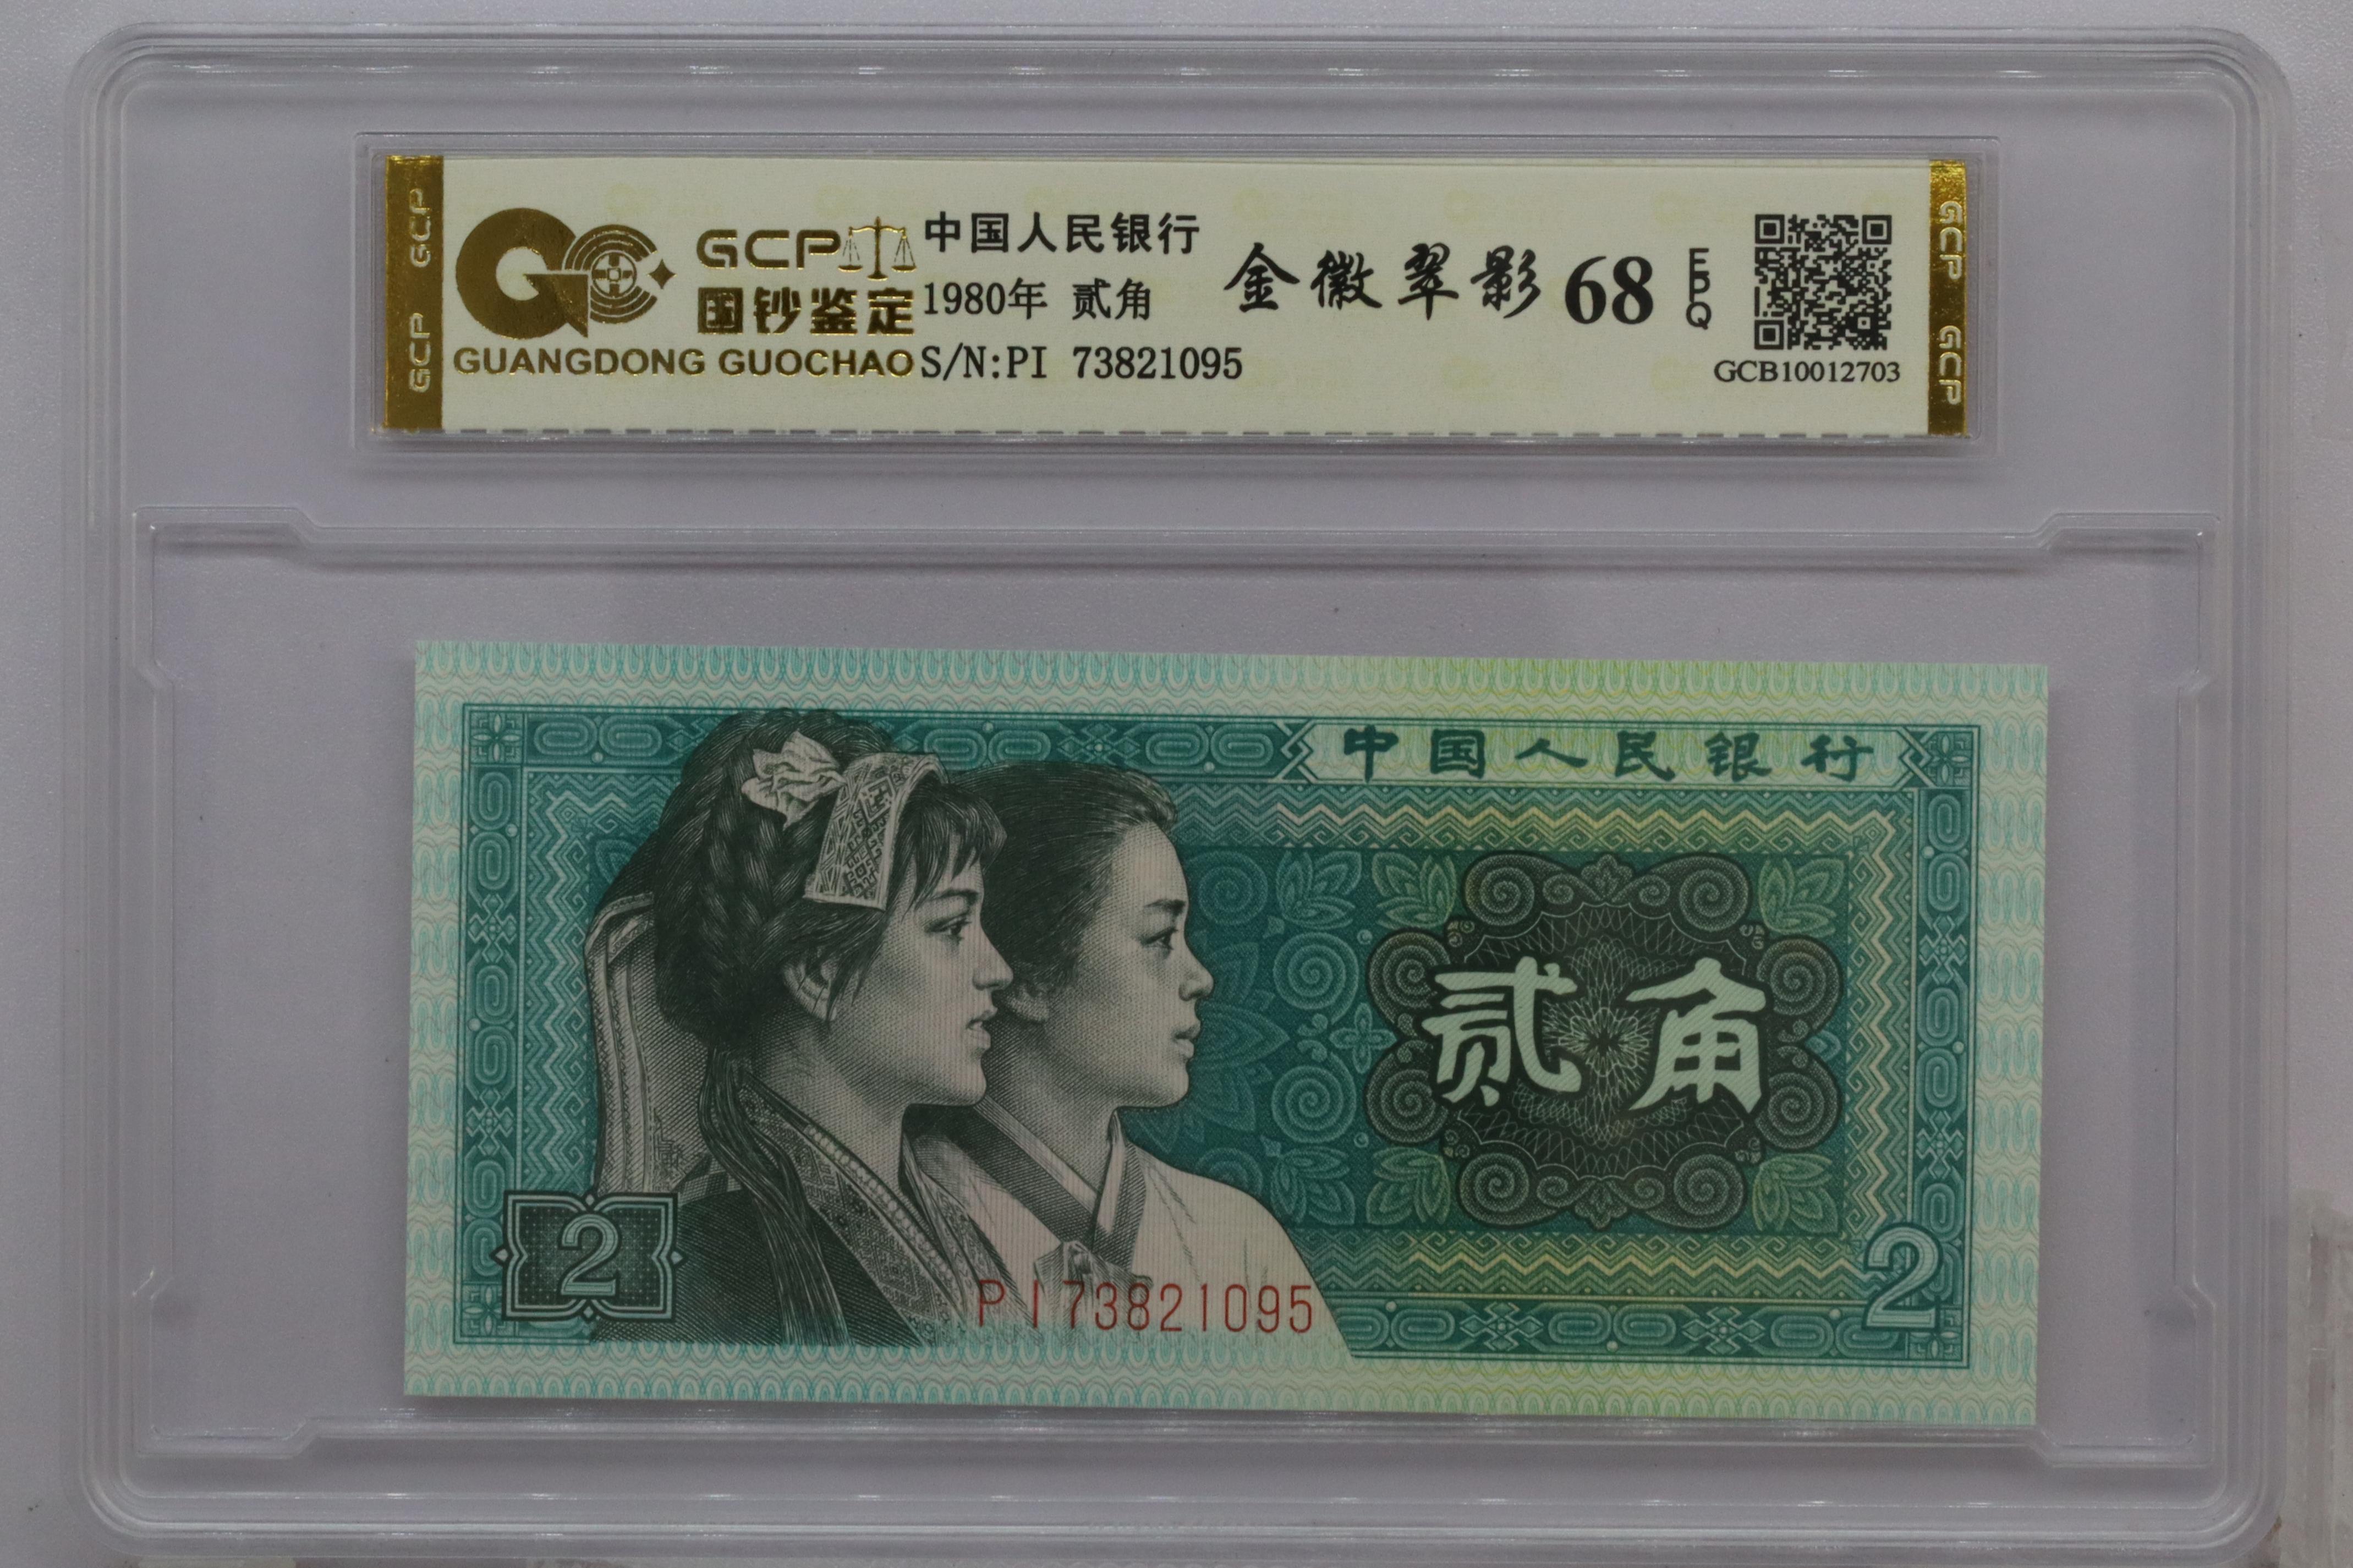 GCP
GCP
GCP
国钞鉴定
GUANGDONG GUOCHAO
中国人民银行
1980年 贰角
S/N:PI 73821095
金徽翠影 68 EPQ
GCB10012703
GCP
GCP
中国人民银行
贰角
2
PI73821095
2